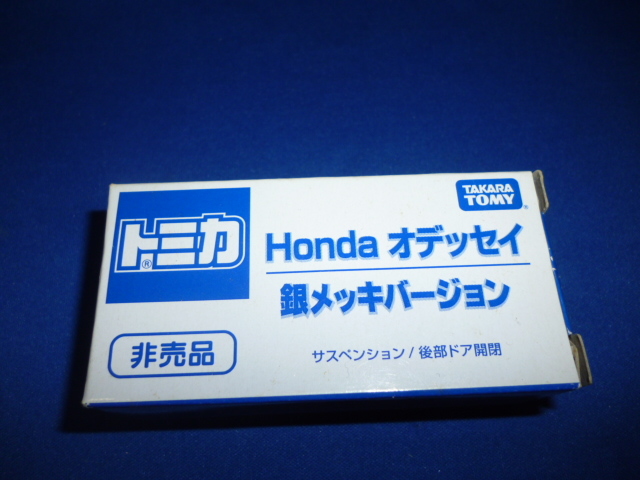 トミカ®
TAKARA
TOMY®
Honda オデッセイ
銀メッキバージョン
非売品
サスペンション/後部ドア開閉